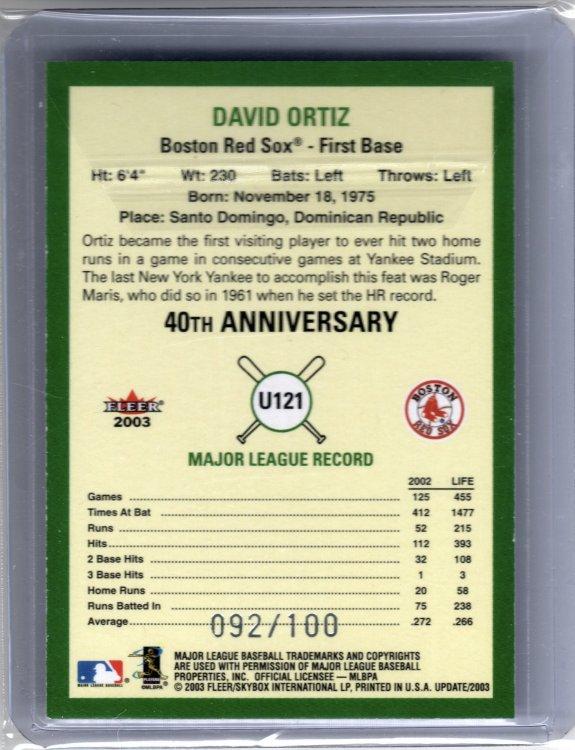 DAVID ORTIZ
Boston Red Sox® - First Base
Ht: 6'4" Wt: 230 Bats: Left Throws: Left
Born: November 18, 1975
Place: Santo Domingo, Dominican Republic
Ortiz became the first visiting player to ever hit two home
runs in a game in consecutive games at Yankee Stadium.
The last New York Yankee to accomplish this feat was Roger
Maris, who did so in 1961 when he set the HR record.
40TH ANNIVERSARY
U121
FLEER
2003
BOSTON
RED SOX
MAJOR LEAGUE RECORD
2002 LIFE
Games 125 455
Times At Bat 412 1477
Runs 52 215
Hits 112 393
2 Base Hits 32 108
3 Base Hits 1 3
Home Runs 20 58
Runs Batted In 75 238
Average .272 .266
092/100
MAJOR LEAGUE BASEBALL
PLAYERS
©MLBPA
MAJOR LEAGUE BASEBALL TRADEMARKS AND COPYRIGHTS
ARE USED WITH PERMISSION OF MAJOR LEAGUE BASEBALL
PROPERTIES, INC. OFFICIAL LICENSEE — MLBPA
© 2003 FLEER/SKYBOX INTERNATIONAL LP, PRINTED IN U.S.A. UPDATE/2003